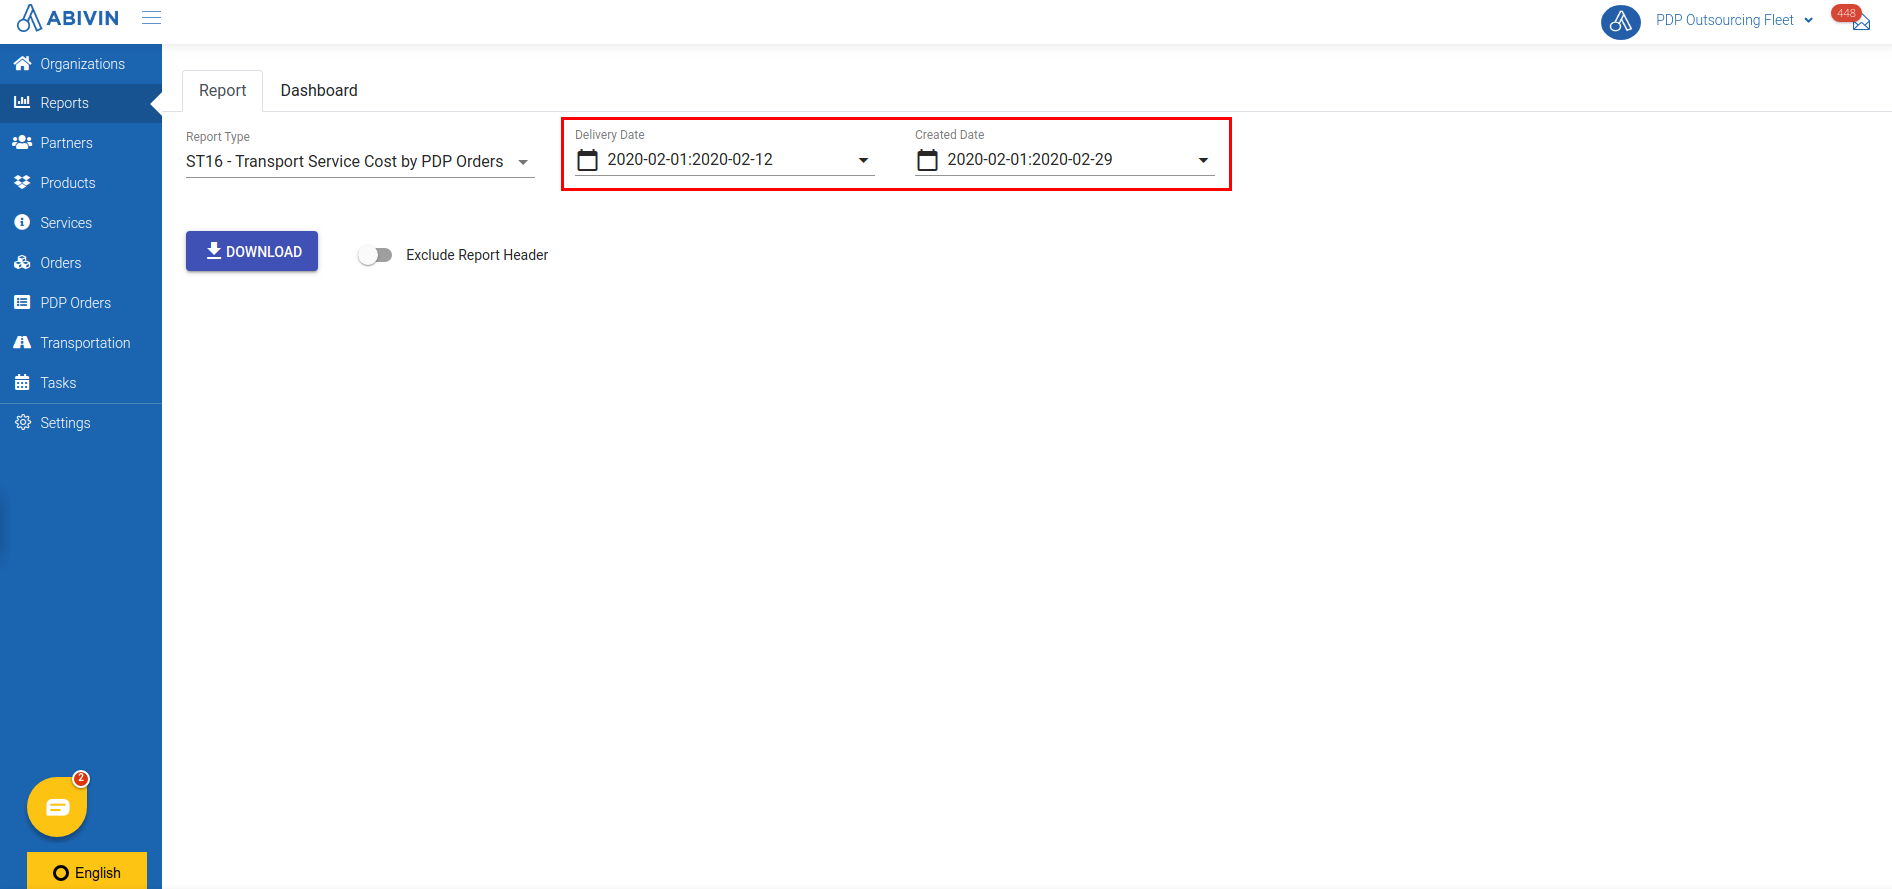 ABIVIN
PDP Outsourcing Fleet
448
Organizations
Reports
Partners
Products
Services
Orders
PDP Orders
Transportation
Tasks
Settings
2
English
Report
Dashboard
Report Type
ST16 - Transport Service Cost by PDP Orders
Delivery Date
2020-02-01:2020-02-12
Created Date
2020-02-01:2020-02-29
DOWNLOAD
Exclude Report Header